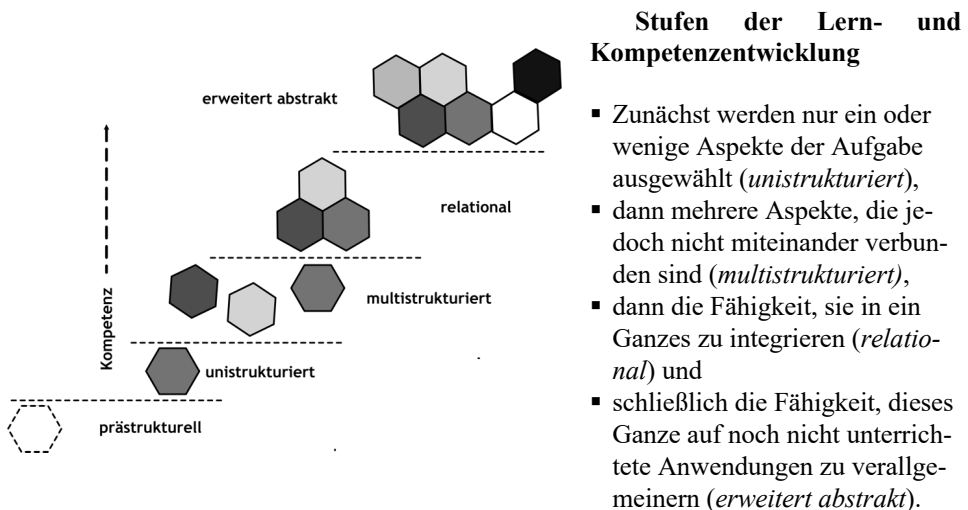 erweitert abstrakt
relational
multistrukturiert
unistrukturiert
prästrukturell
Kompetenz
Stufen der Lern- und
Kompetenzentwicklung
▪ Zunächst werden nur ein oder
wenige Aspekte der Aufgabe
ausgewählt (unistrukturiert),
▪ dann mehrere Aspekte, die je-
doch nicht miteinander verbun-
den sind (multistrukturiert),
▪ dann die Fähigkeit, sie in ein
Ganzes zu integrieren (relatio-
nal) und
▪ schließlich die Fähigkeit, dieses
Ganze auf noch nicht unterrich-
tete Anwendungen zu verallge-
meinern (erweitert abstrakt).